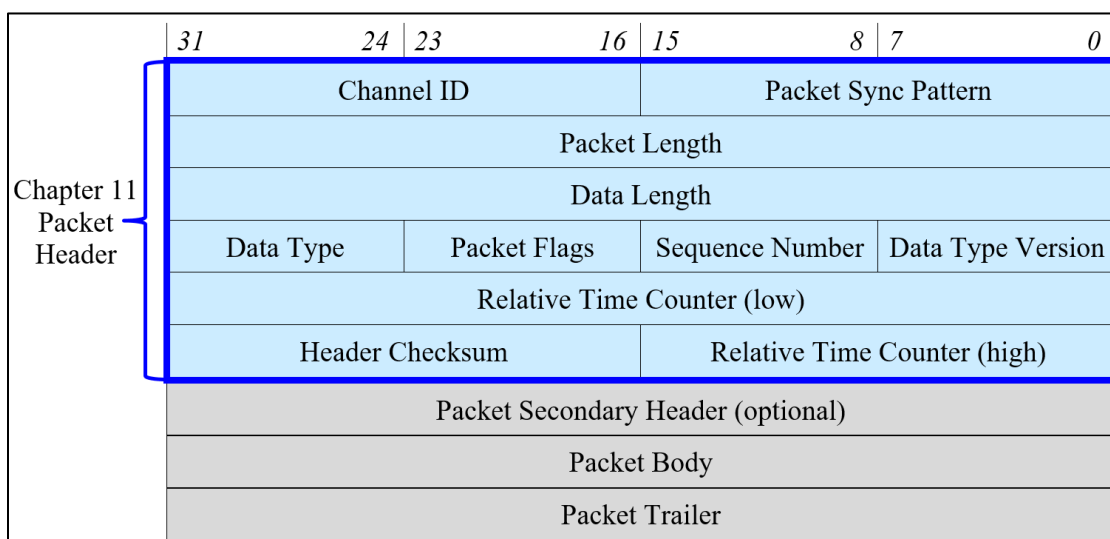 31 24 23 16 15 8 7 0
Channel ID Packet Sync Pattern
Packet Length
Data Length
Chapter 11
Packet
Header
Data Type Packet Flags Sequence Number Data Type Version
Relative Time Counter (low)
Header Checksum Relative Time Counter (high)
Packet Secondary Header (optional)
Packet Body
Packet Trailer